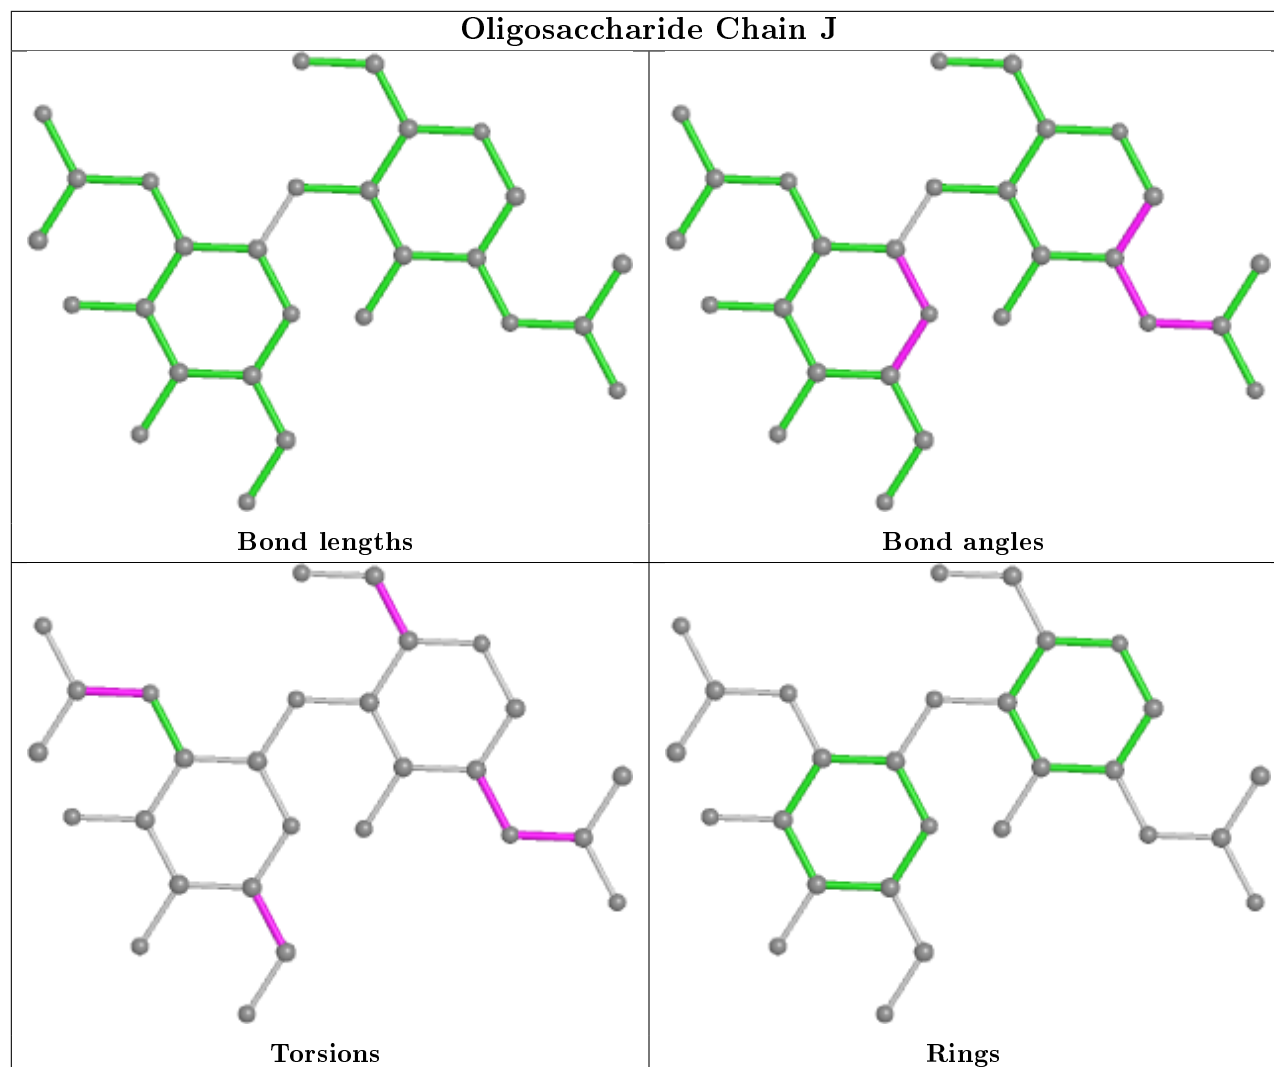 Oligosaccharide Chain J
Bond lengths
Bond angles
Torsions
Rings